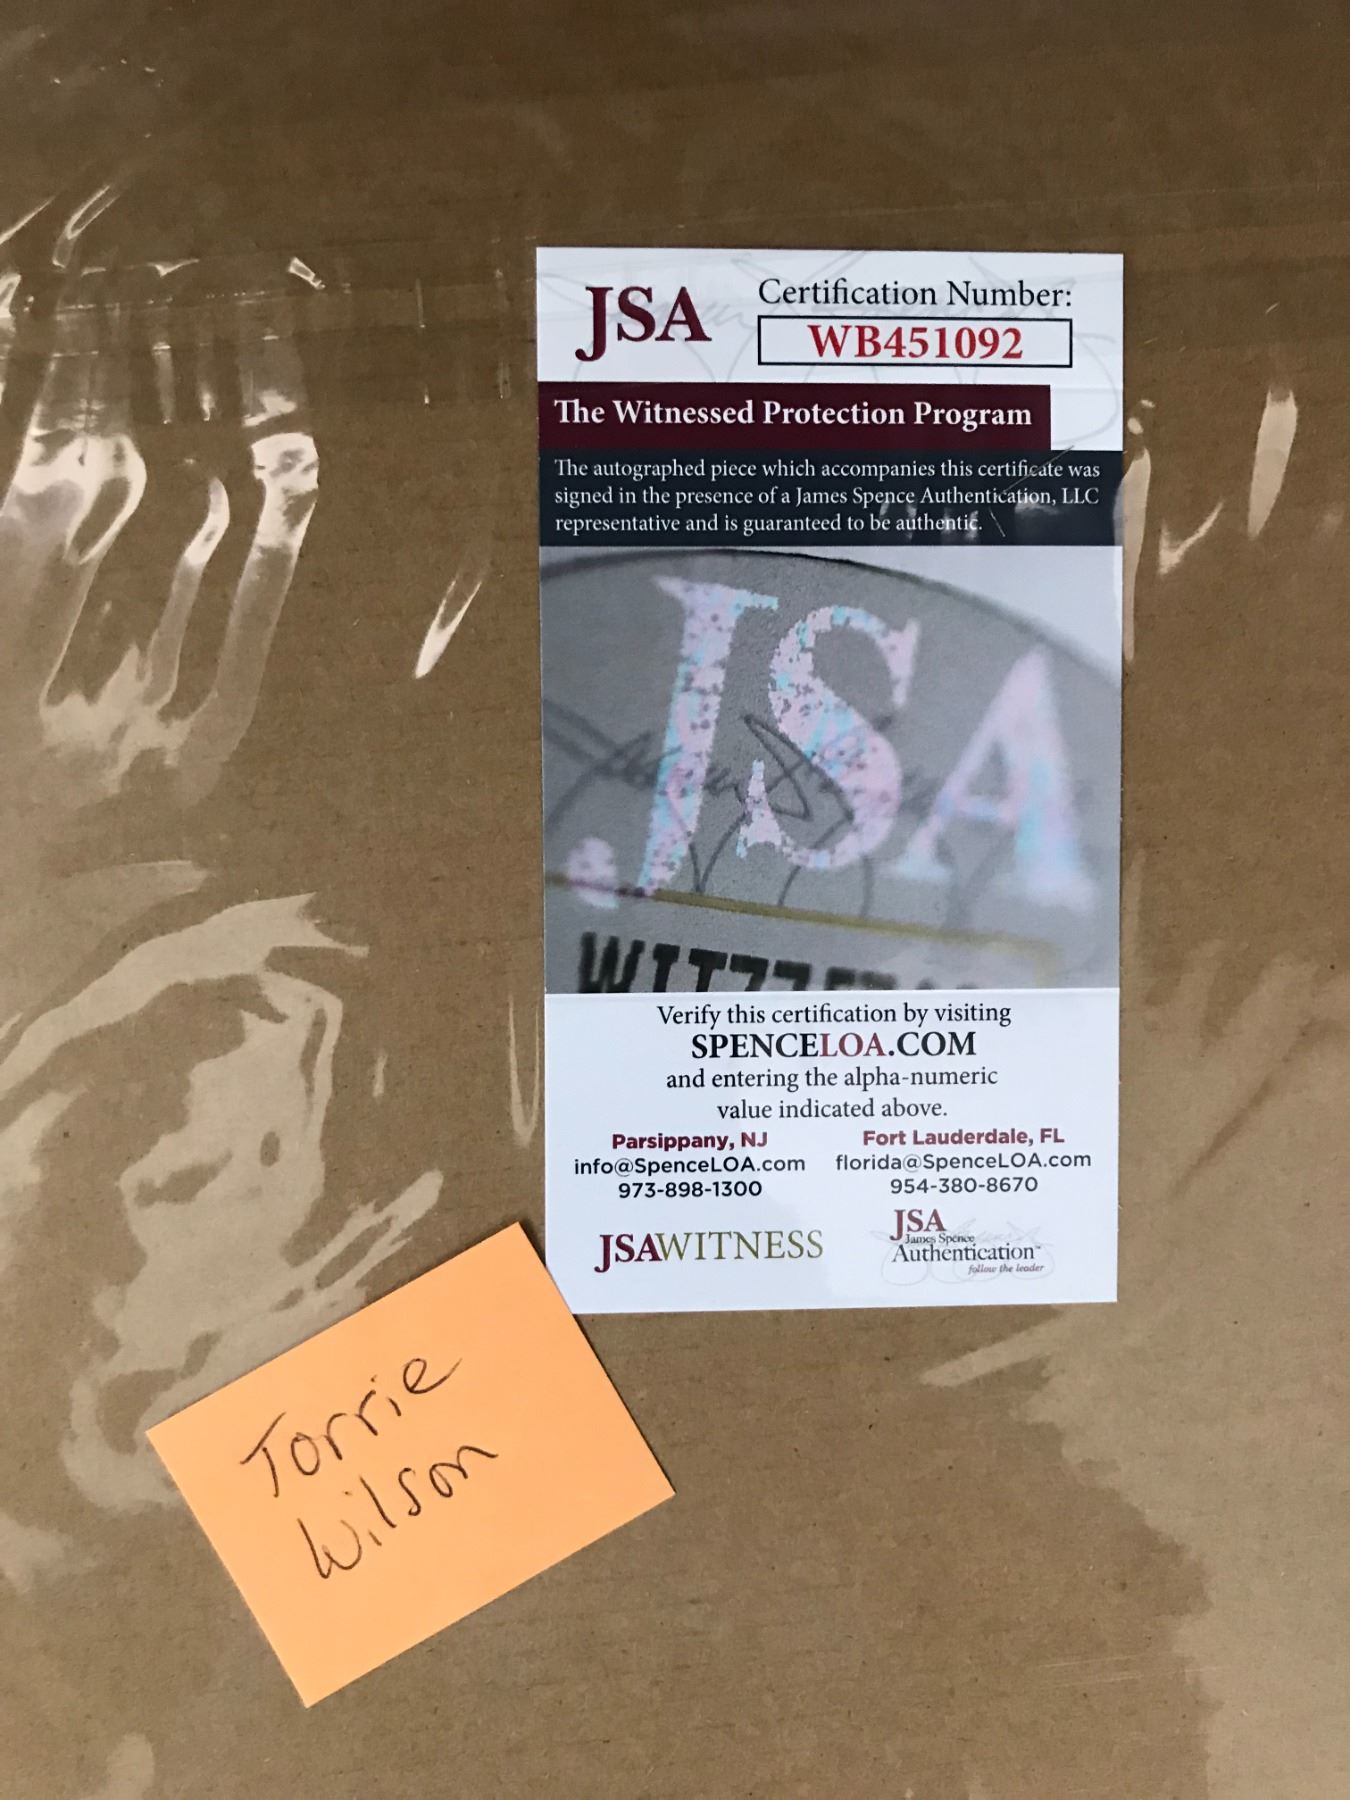 JSA
Certification Number:
WB451092
The Witnessed Protection Program
The autographed piece which accompanies this certificate was
signed in the presence of a James Spence Authentication, LLC
representative and is guaranteed to be authentic.
JSA
Verify this certification by visiting
SPENCELOA.COM
and entering the alpha-numeric
value indicated above.
Parsippany, NJ
info@SpenceLOA.com
973-898-1300
Fort Lauderdale, FL
florida@SpenceLOA.com
954-380-8670
JSAWITNESS
JSA
James Spence
Authentication™
follow the leader
Torrie
Wilson